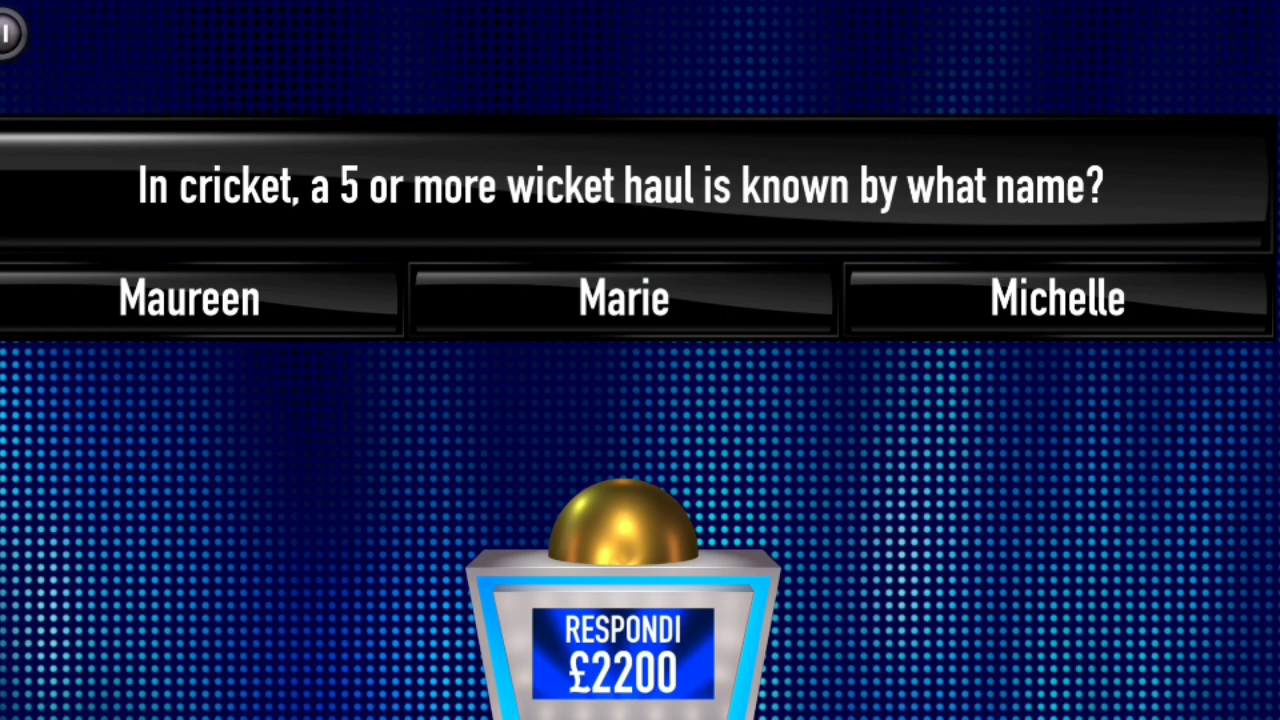 In cricket, a 5 or more wicket haul is known by what name?
Maureen
Marie
Michelle
RESPONDI
£2200